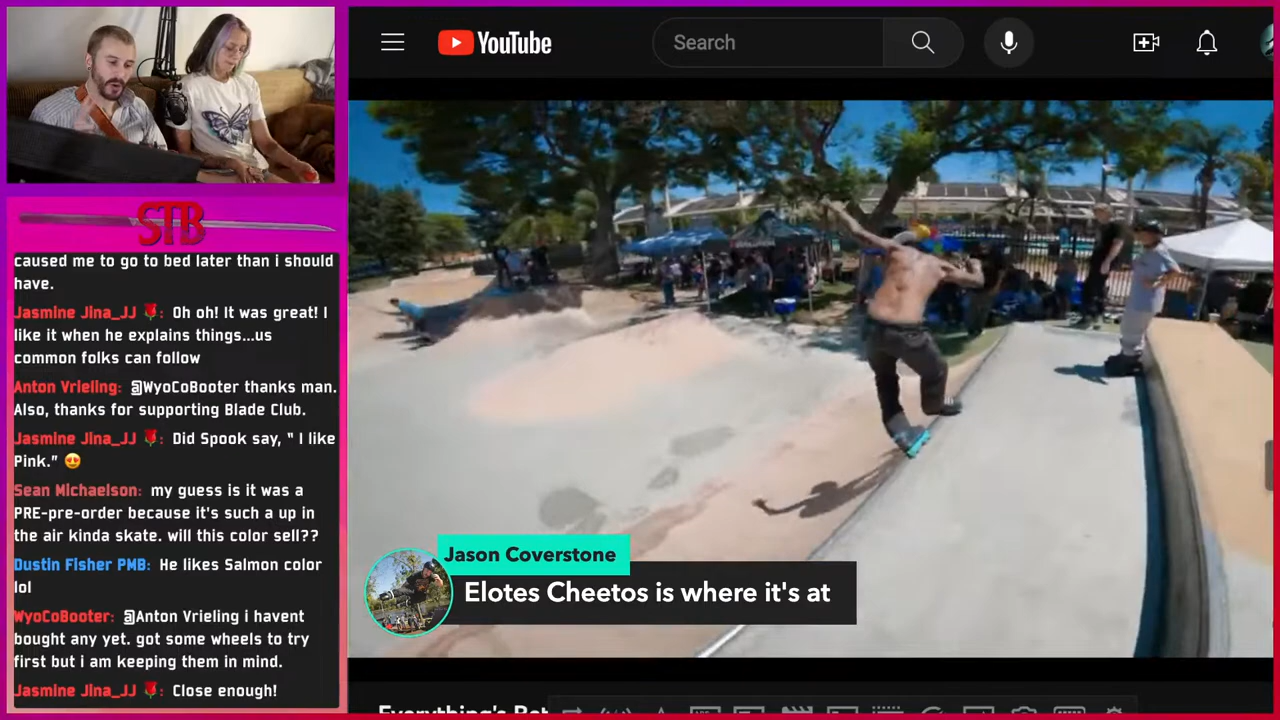 YouTube
Search
STB
caused me to go to bed later than i should
have.
Jasmine Jina_JJ 🌹: Oh oh! It was great! I
like it when he explains things...us
common folks can follow
Anton Vrieling: @WyoCoBooter thanks man.
Also, thanks for supporting Blade Club.
Jasmine Jina_JJ 🌹: Did Spook say, " I like
Pink." 😍
Sean Michaelson: my guess is it was a
PRE-pre-order because it's such a up in
the air kinda skate. will this color sell??
Dustin Fisher PMB: He likes Salmon color
lol
WyoCoBooter: @Anton Vrieling i havent
bought any yet. got some wheels to try
first but i am keeping them in mind.
Jasmine Jina_JJ 🌹: Close enough!
Jason Coverstone
Elotes Cheetos is where it's at